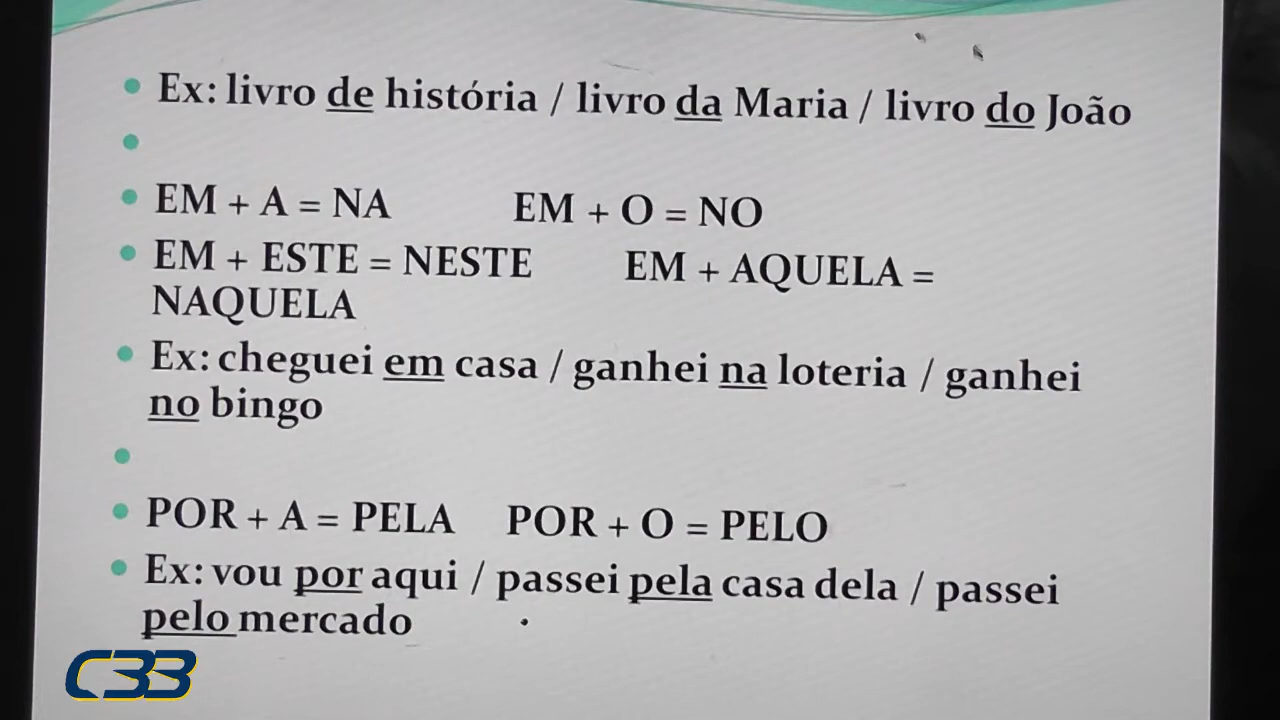 Ex: livro de história / livro da Maria / livro do João
EM + A = NA EM + O = NO
EM + ESTE = NESTE EM + AQUELA =
NAQUELA
Ex: cheguei em casa / ganhei na loteria / ganhei
no bingo
POR + A = PELA POR + O = PELO
Ex: vou por aqui / passei pela casa dela / passei
pelo mercado
C33